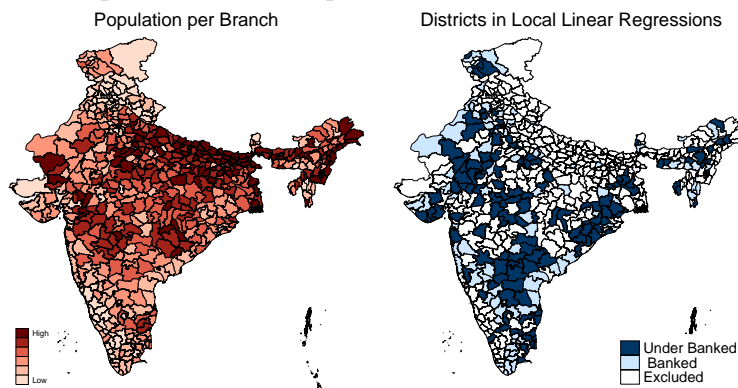 Population per Branch
Districts in Local Linear Regressions
High
Low
Under Banked
Banked
Excluded